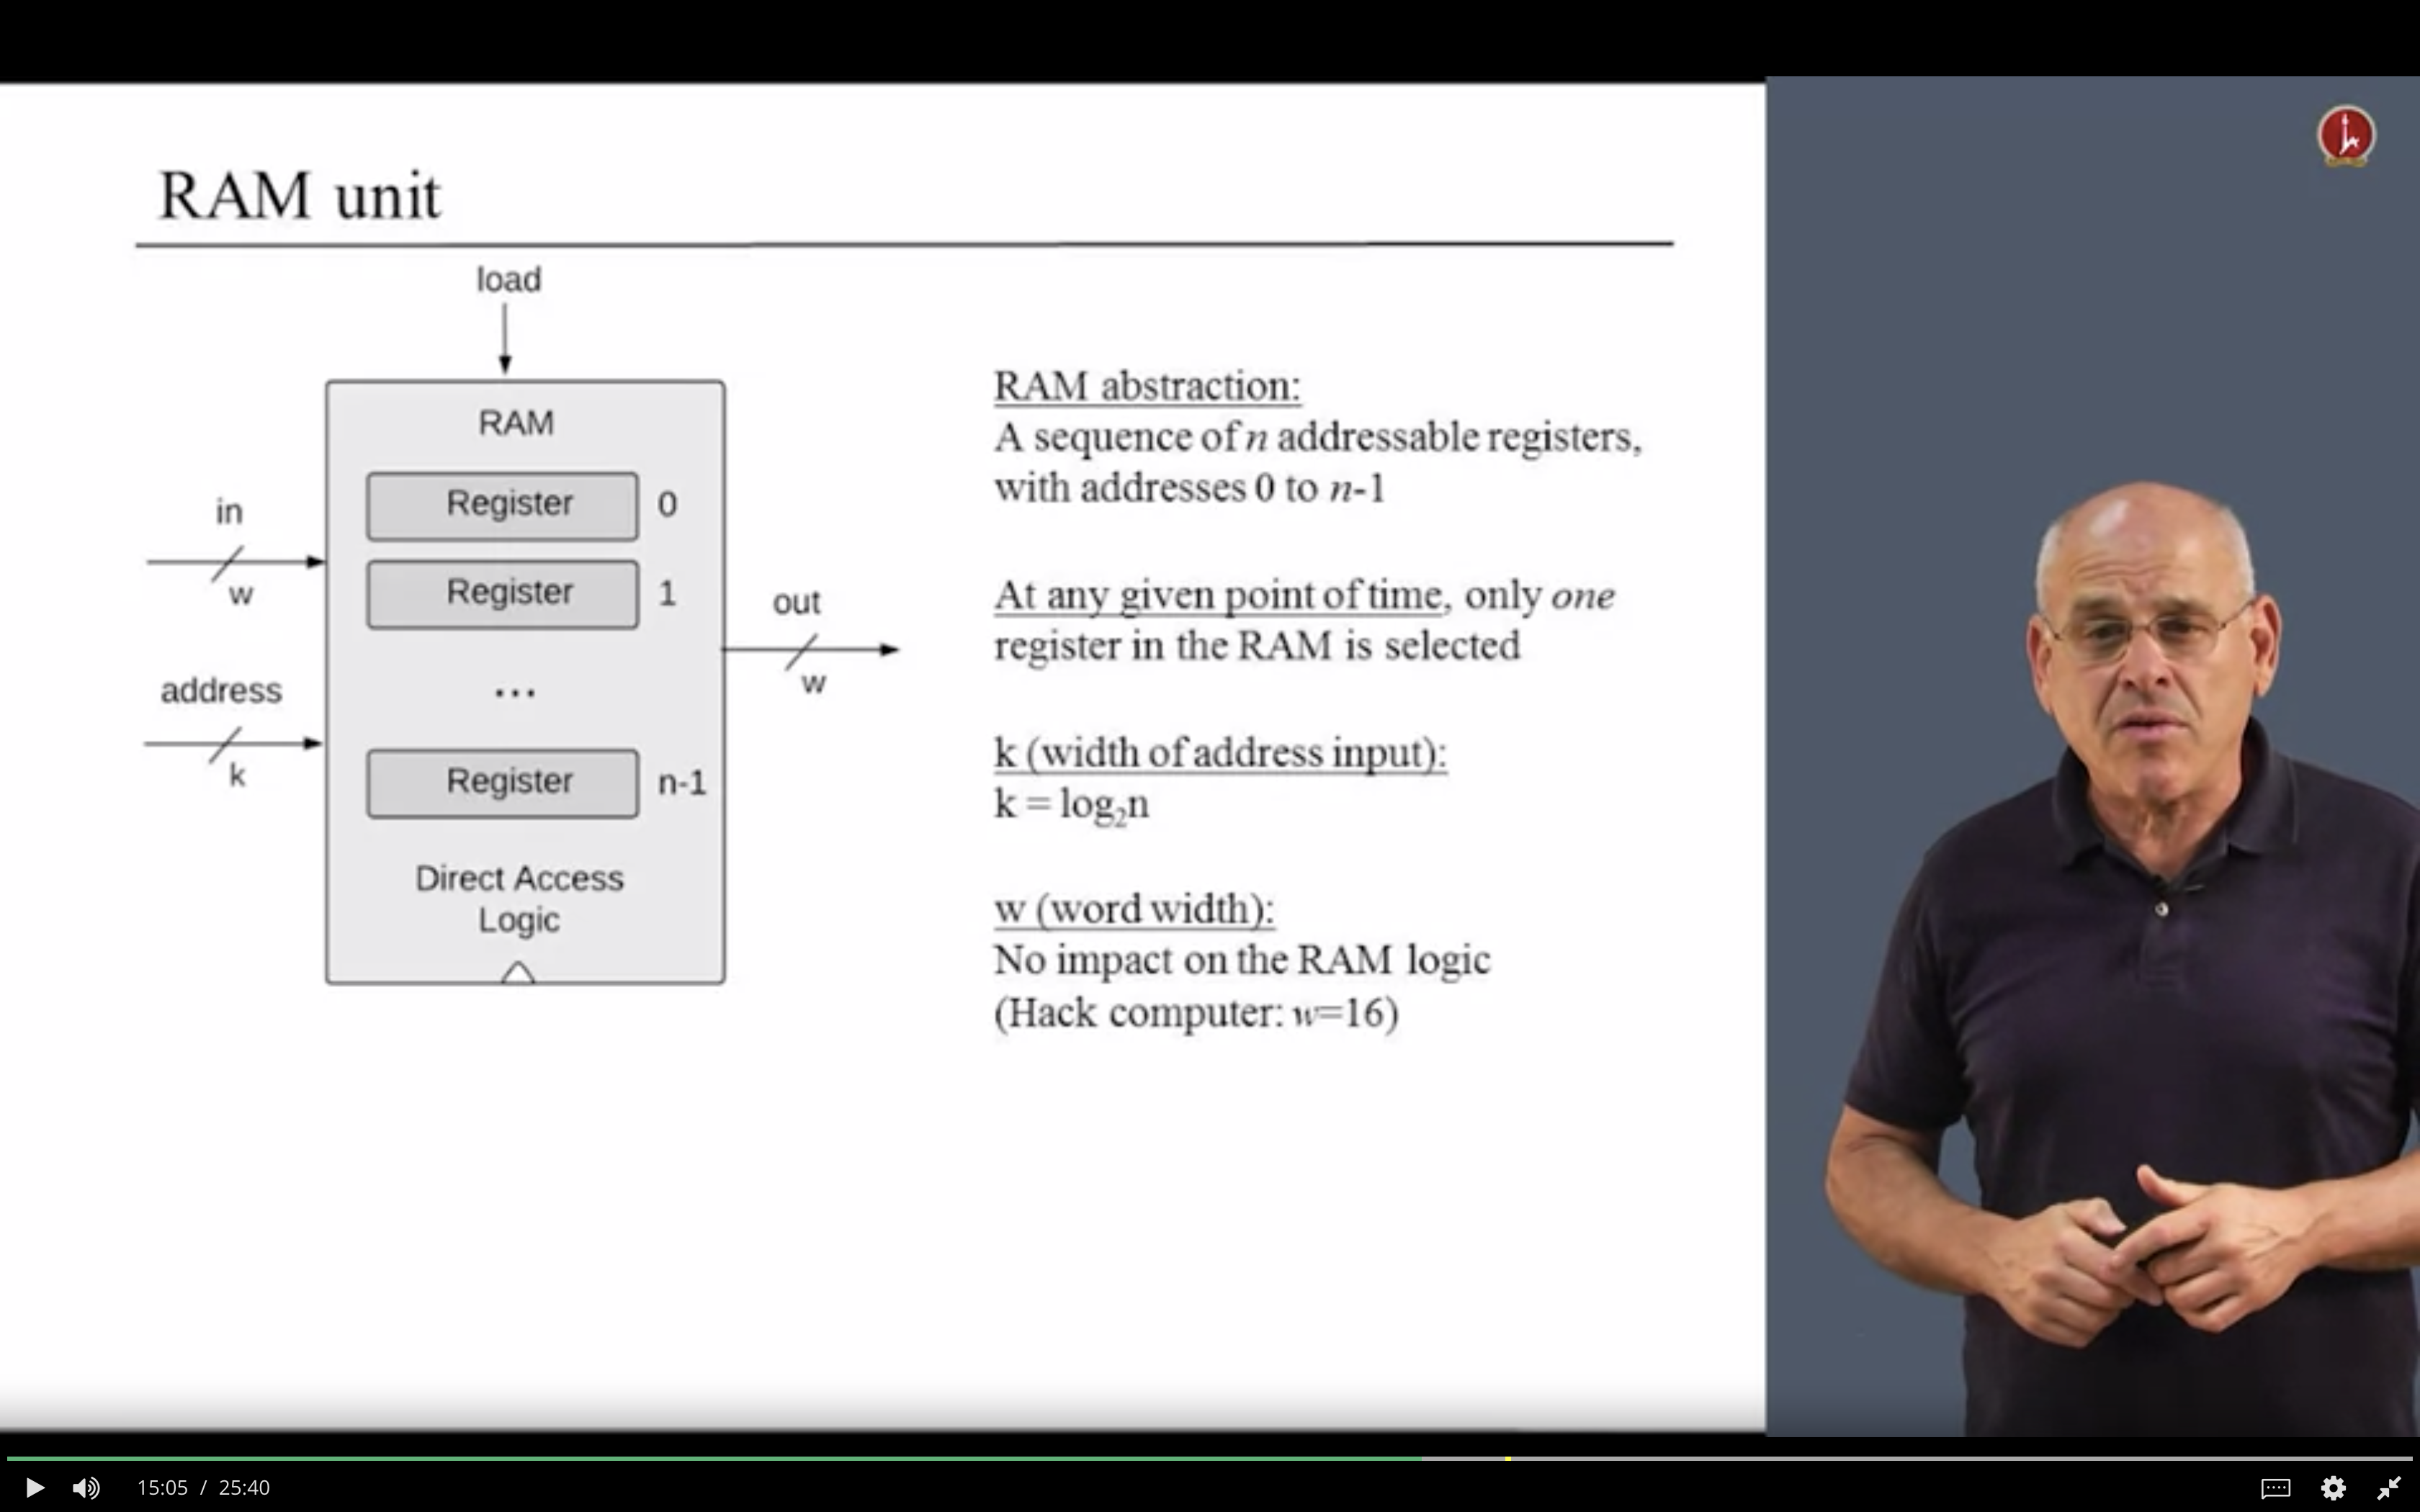 RAM unit
load
RAM
Register 0
in
w
Register 1
out
w
address
k
...
Register n-1
Direct Access
Logic
RAM abstraction:
A sequence of n addressable registers,
with addresses 0 to n-1
At any given point of time, only one
register in the RAM is selected
k (width of address input):
k = log₂n
w (word width):
No impact on the RAM logic
(Hack computer: w=16)
15:05 / 25:40